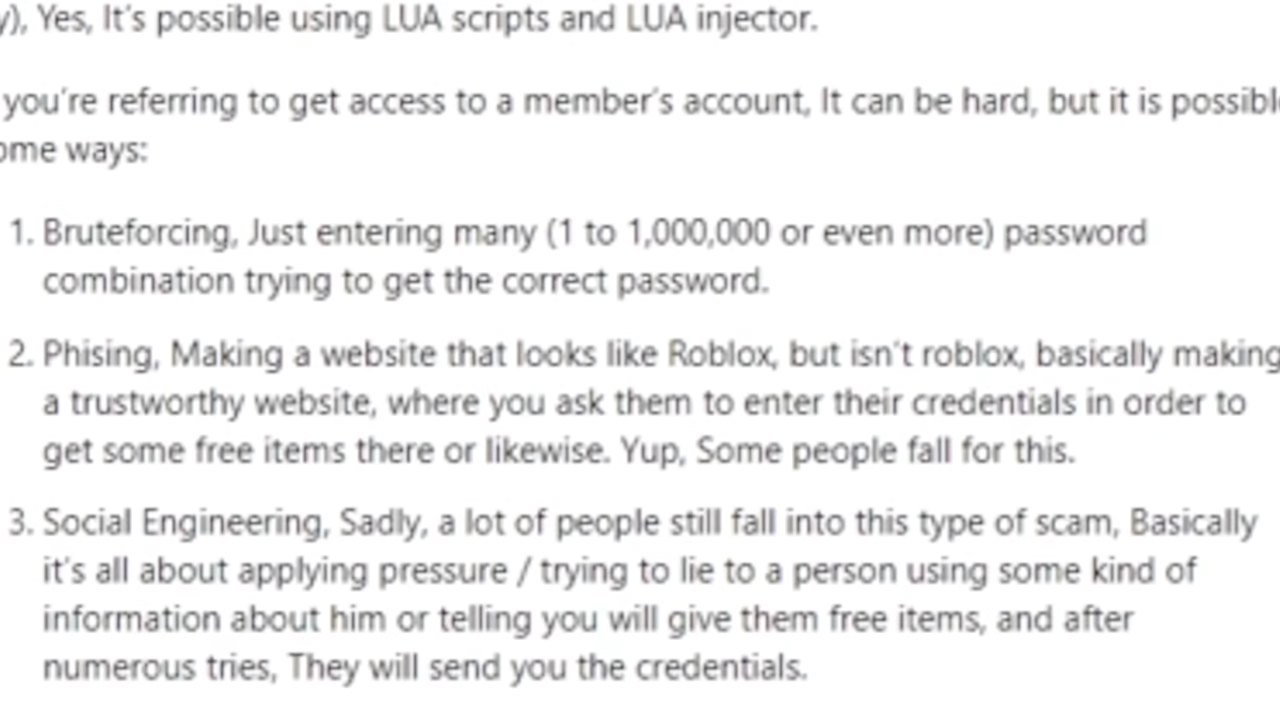 y), Yes, It's possible using LUA scripts and LUA injector.
you're referring to get access to a member's account, It can be hard, but it is possibl
ome ways:
1. Bruteforcing, Just entering many (1 to 1,000,000 or even more) password
combination trying to get the correct password.
2. Phising, Making a website that looks like Roblox, but isn't roblox, basically making
a trustworthy website, where you ask them to enter their credentials in order to
get some free items there or likewise. Yup, Some people fall for this.
3. Social Engineering, Sadly, a lot of people still fall into this type of scam, Basically
it's all about applying pressure / trying to lie to a person using some kind of
information about him or telling you will give them free items, and after
numerous tries, They will send you the credentials.